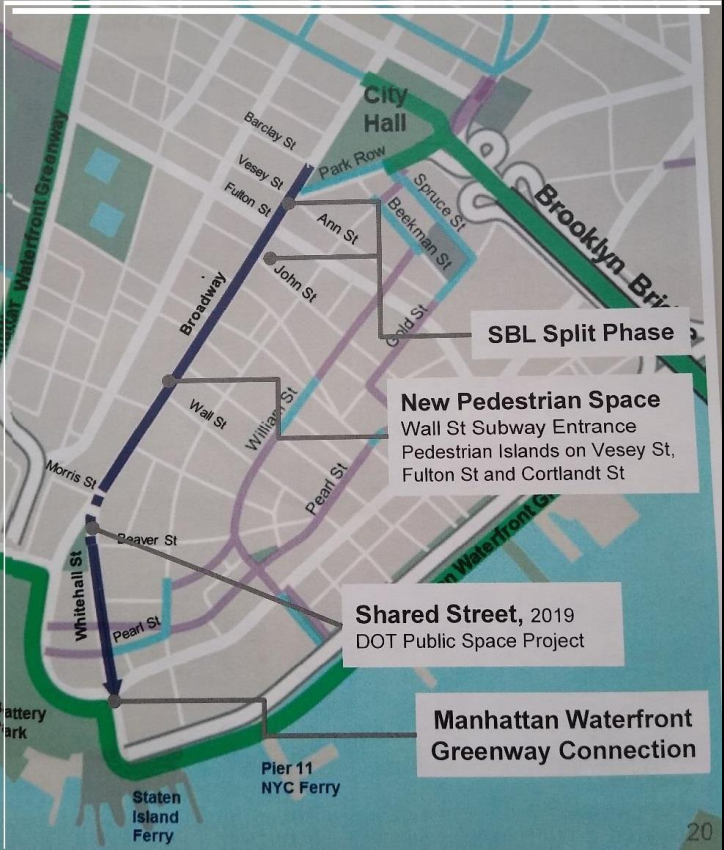 City
Hall
Barclay St
Park Row
Vesey St
Fulton St
Ann St
Spruce St
Beekman St
Brooklyn
John St
Broadway
Waterfront Greenway
Gold St
SBL Split Phase
New Pedestrian Space
Wall St Subway Entrance
Pedestrian Islands on Vesey St,
Fulton St and Cortlandt St
Wall St
William St
Pearl St
Morris St
Waterfront
Beaver St
Whitehall St
Pearl St
Shared Street, 2019
DOT Public Space Project
Manhattan Waterfront
Greenway Connection
Pier 11
NYC Ferry
Staten
Island
Ferry
20